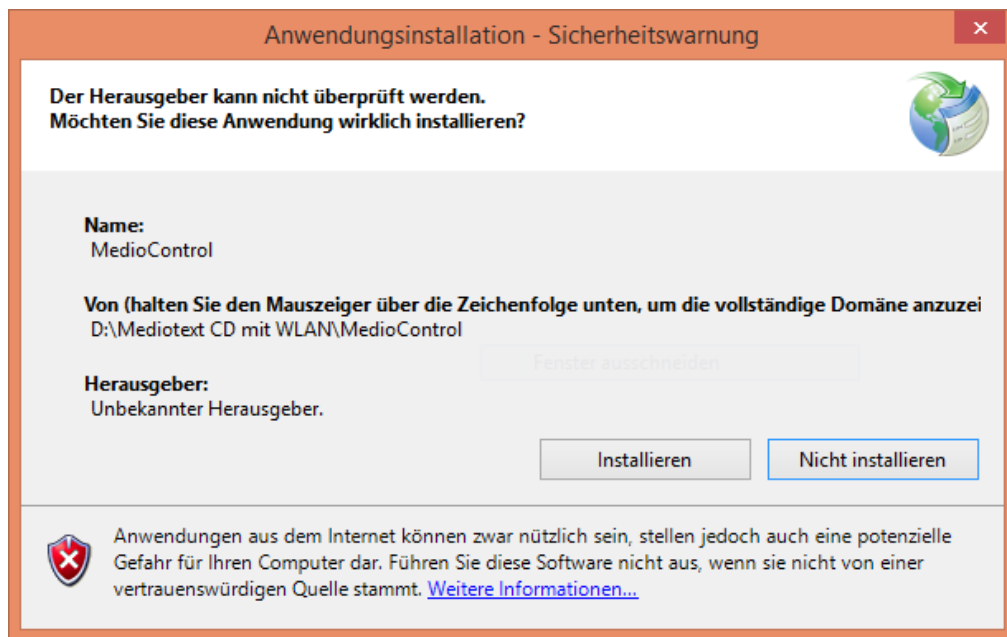 Anwendungsinstallation - Sicherheitswarnung
Der Herausgeber kann nicht überprüft werden.
Möchten Sie diese Anwendung wirklich installieren?
Name:
MedioControl
Von (halten Sie den Mauszeiger über die Zeichenfolge unten, um die vollständige Domäne anzuzei
D:\Mediotext CD mit WLAN\MedioControl
Fenster ausschneiden
Herausgeber:
Unbekannter Herausgeber.
Installieren
Nicht installieren
Anwendungen aus dem Internet können zwar nützlich sein, stellen jedoch auch eine potenzielle
Gefahr für Ihren Computer dar. Führen Sie diese Software nicht aus, wenn sie nicht von einer
vertrauenswürdigen Quelle stammt. Weitere Informationen...